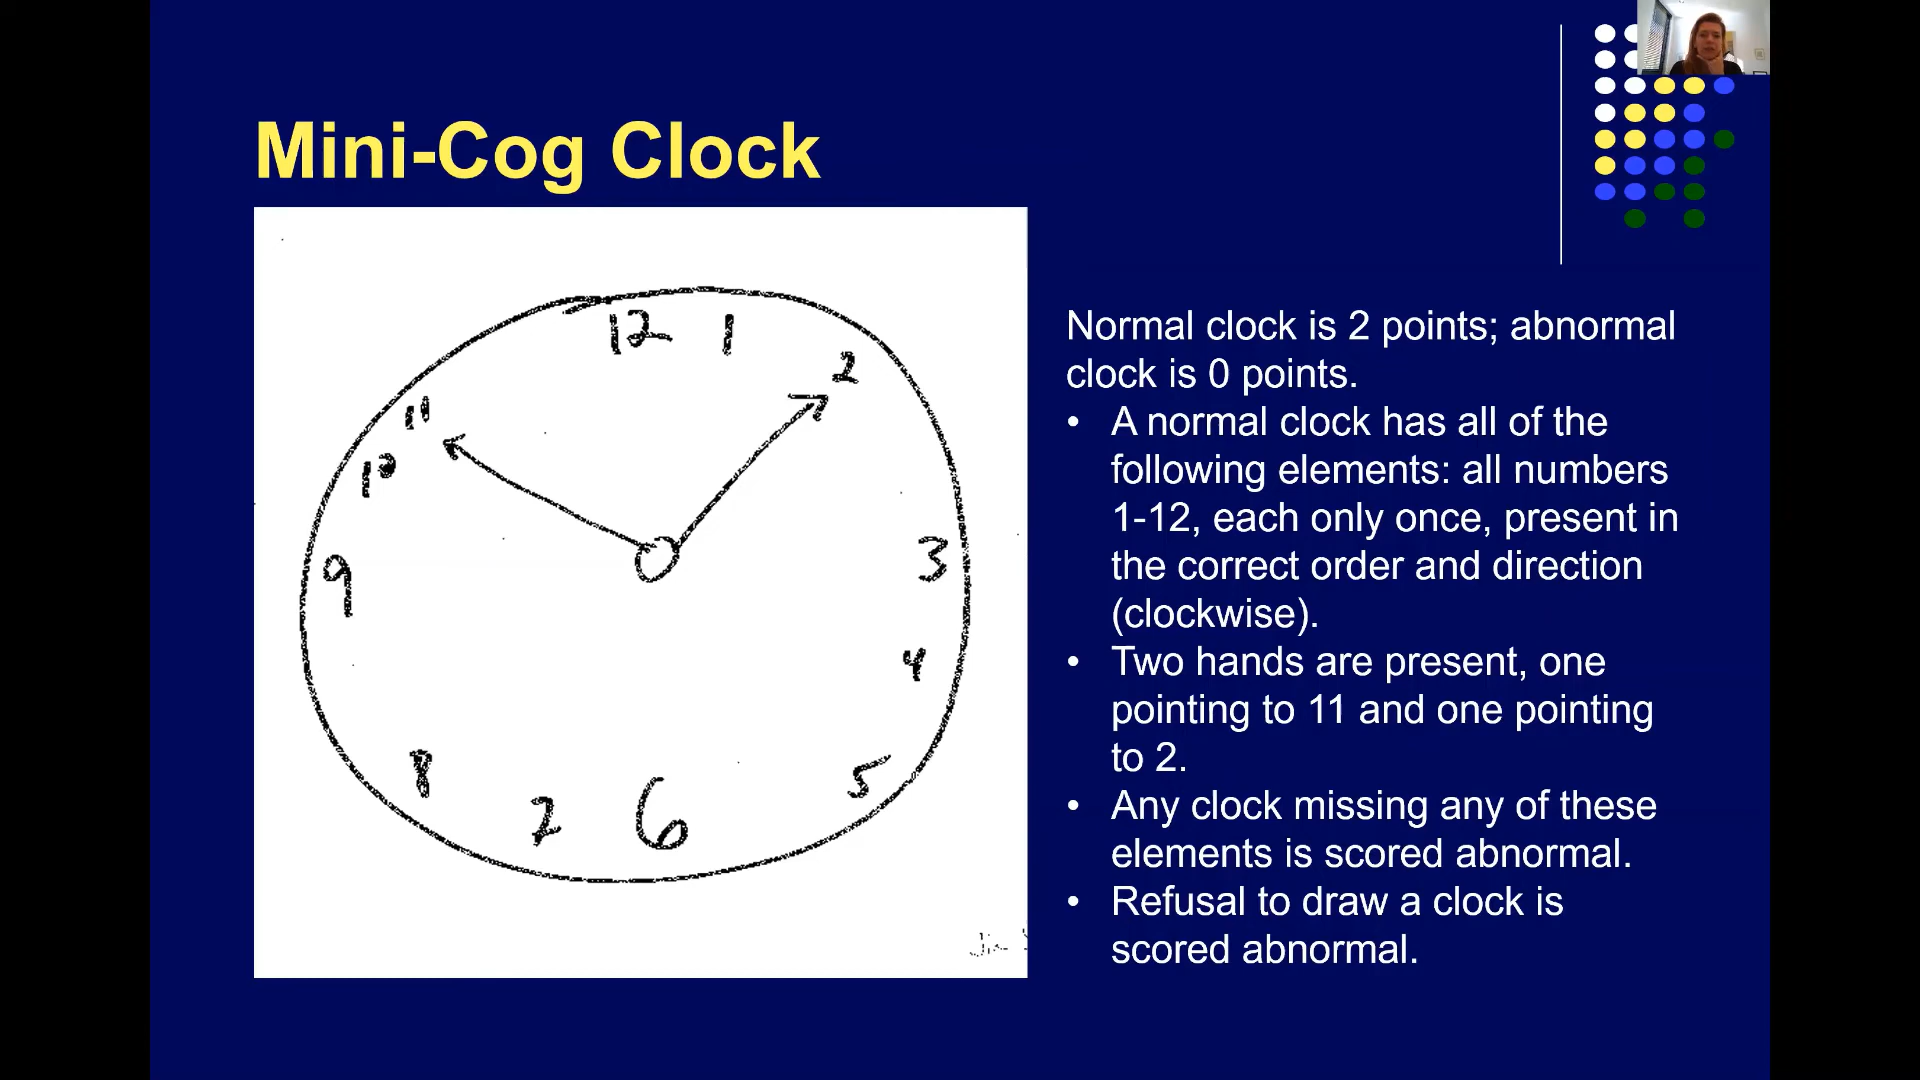 Mini-Cog Clock
12 1
2
11
10
9
3
4
8
5
7 6
Normal clock is 2 points; abnormal
clock is 0 points.
• A normal clock has all of the
following elements: all numbers
1-12, each only once, present in
the correct order and direction
(clockwise).
• Two hands are present, one
pointing to 11 and one pointing
to 2.
• Any clock missing any of these
elements is scored abnormal.
• Refusal to draw a clock is
scored abnormal.